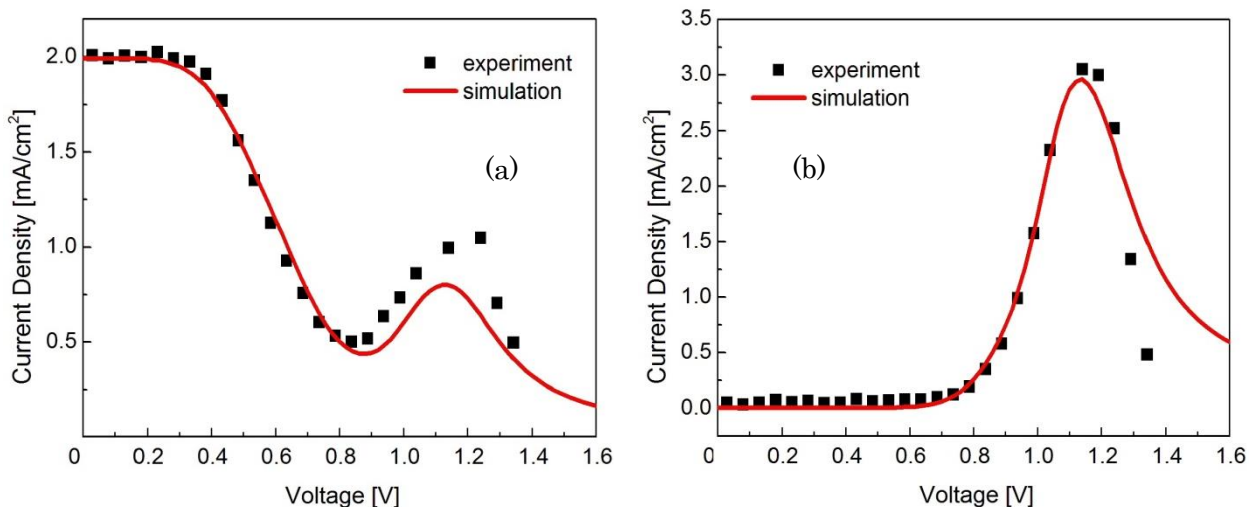 2.0
1.5
1.0
0.5
0 0.2 0.4 0.6 0.8 1.0 1.2 1.4 1.6
Current Density [mA/cm²]
Voltage [V]
experiment
simulation
(a)
3.5
3.0
2.5
2.0
1.5
1.0
0.5
0.0
0 0.2 0.4 0.6 0.8 1.0 1.2 1.4 1.6
Current Density [mA/cm²]
Voltage [V]
experiment
simulation
(b)